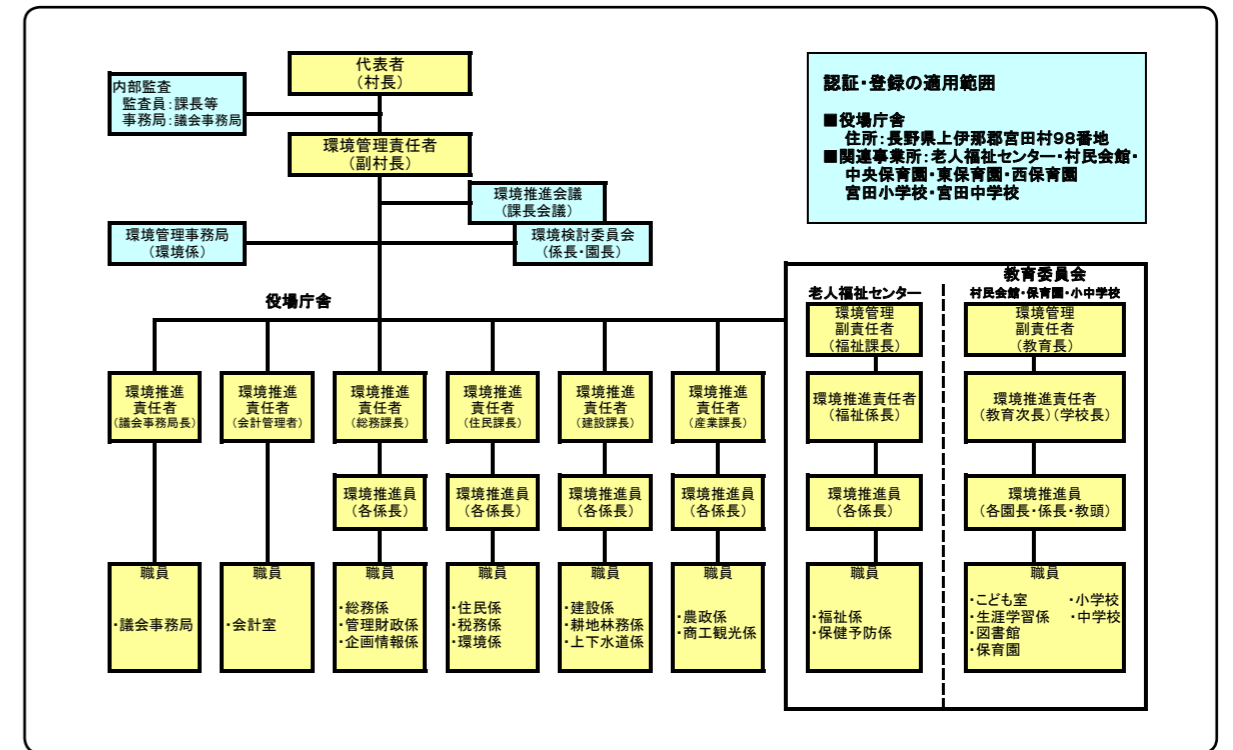 代表者
(村長)
内部監査
監査員:課長等
事務局:議会事務局
環境管理責任者
(副村長)
環境推進会議
(課長会議)
環境管理事務局
(環境係)
環境検討委員会
(係長・園長)
認証・登録の適用範囲
■役場庁舎
住所:長野県上伊那郡宮田村98番地
■関連事業所:老人福祉センター・村民会館・
中央保育園・東保育園・西保育園
宮田小学校・宮田中学校
役場庁舎
環境推進
責任者
(議会事務局長)
環境推進
責任者
(会計管理者)
環境推進
責任者
(総務課長)
環境推進
責任者
(住民課長)
環境推進
責任者
(建設課長)
環境推進
責任者
(産業課長)
環境推進員
(各係長)
環境推進員
(各係長)
環境推進員
(各係長)
環境推進員
(各係長)
職員
・議会事務局
職員
・会計室
職員
・総務係
・管理財政係
・企画情報係
職員
・住民係
・税務係
・環境係
職員
・建設係
・耕地林務係
・上下水道係
職員
・農政係
・商工観光係
老人福祉センター
環境管理
副責任者
(福祉課長)
環境推進責任者
(福祉係長)
環境推進員
(各係長)
職員
・福祉係
・保健予防係
教育委員会
村民会館・保育園・小中学校
環境管理
副責任者
(教育長)
環境推進責任者
(教育次長)(学校長)
環境推進員
(各園長・係長・教頭)
職員
・こども室 ・小学校
・生涯学習係 ・中学校
・図書館
・保育園